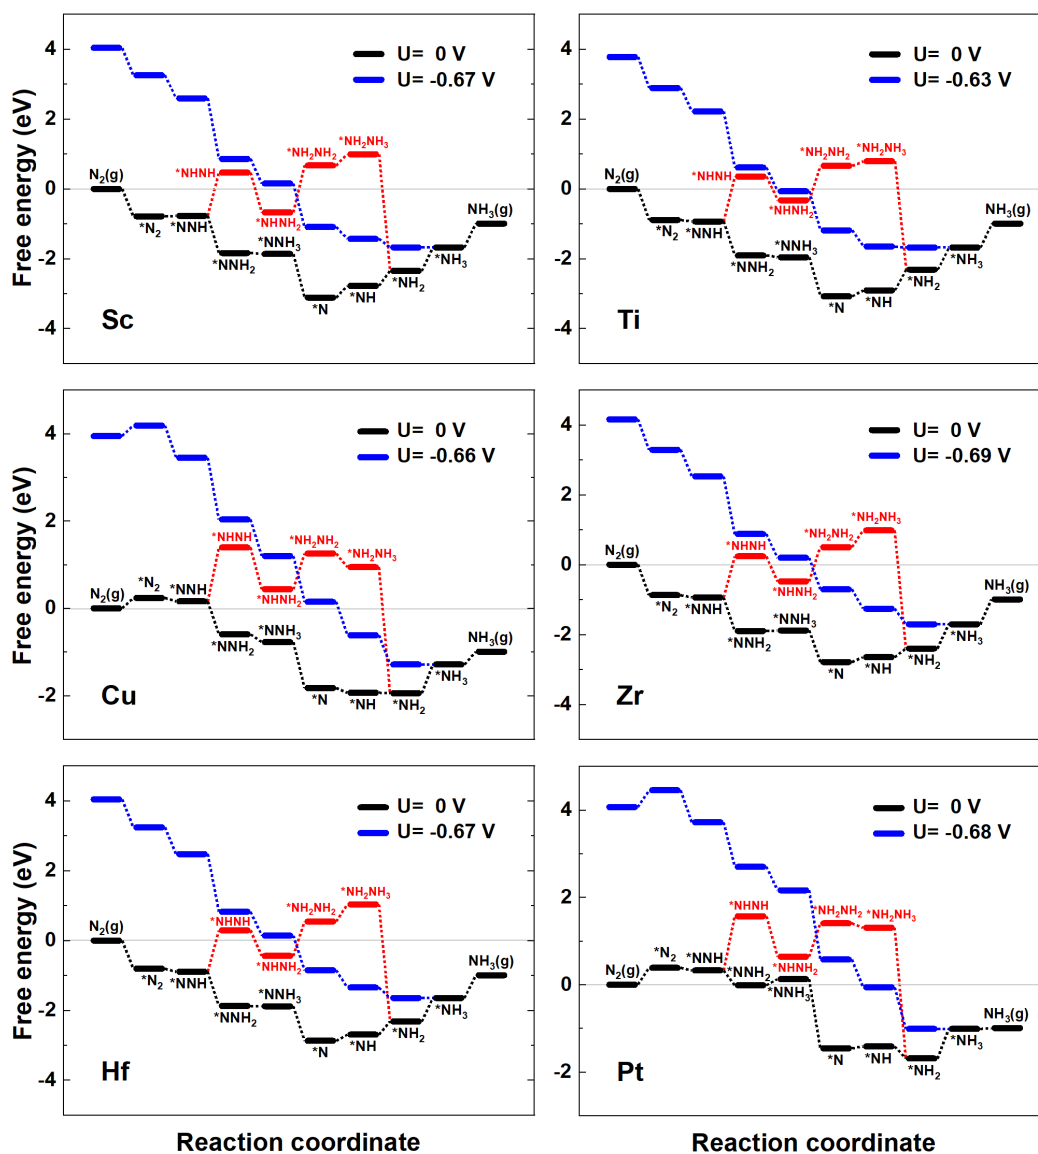 Free energy (eV)
4
2
0
-2
-4
U= 0 V
U= -0.67 V
N₂(g)
*N₂
*NNH
*NHNH
*NNH₂
*NHNH₂
*NNH₃
*NH₂NH₂
*NH₂NH₃
*N
*NH
*NH₂
*NH₃
NH₃(g)
Sc
4
2
0
-2
-4
U= 0 V
U= -0.63 V
N₂(g)
*N₂
*NNH
*NHNH
*NNH₂
*NHNH₂
*NNH₃
*NH₂NH₂
*NH₂NH₃
*N
*NH
*NH₂
*NH₃
NH₃(g)
Ti
Free energy (eV)
4
2
0
-2
U= 0 V
U= -0.66 V
N₂(g)
*N₂
*NNH
*NHNH
*NNH₂
*NHNH₂
*NNH₃
*NH₂NH₂
*NH₂NH₃
*N
*NH
*NH₂
*NH₃
NH₃(g)
Cu
4
2
0
-2
-4
U= 0 V
U= -0.69 V
N₂(g)
*N₂
*NNH
*NHNH
*NNH₂
*NHNH₂
*NNH₃
*NH₂NH₂
*NH₂NH₃
*N
*NH
*NH₂
*NH₃
NH₃(g)
Zr
Free energy (eV)
4
2
0
-2
-4
U= 0 V
U= -0.67 V
N₂(g)
*N₂
*NNH
*NHNH
*NNH₂
*NHNH₂
*NNH₃
*NH₂NH₂
*NH₂NH₃
*N
*NH
*NH₂
*NH₃
NH₃(g)
Hf
Reaction coordinate
4
2
0
-2
U= 0 V
U= -0.68 V
N₂(g)
*N₂
*NNH
*NHNH
*NNH₂
*NHNH₂
*NNH₃
*NH₂NH₂
*NH₂NH₃
*N
*NH
*NH₂
*NH₃
NH₃(g)
Pt
Reaction coordinate